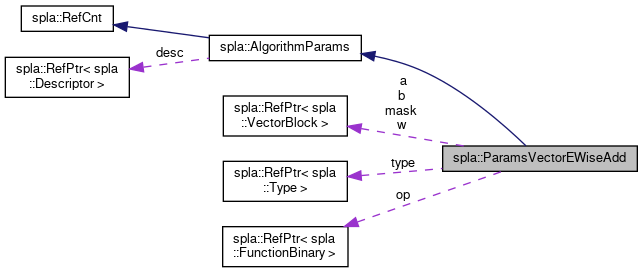 spla::RefCnt
spla::AlgorithmParams
desc
spla::RefPtr< spla
::Descriptor >
a
b
mask
w
spla::RefPtr< spla
::VectorBlock >
spla::ParamsVectorEWiseAdd
type
spla::RefPtr< spla
::Type >
op
spla::RefPtr< spla
::FunctionBinary >